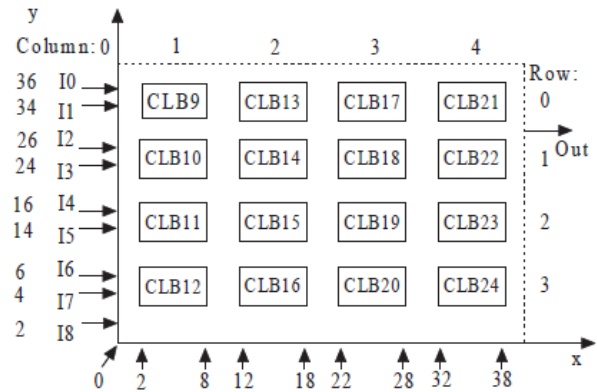 y
Column: 0 1 2 3 4
Row:
36 I0
34 I1
CLB9 CLB13 CLB17 CLB21 0
Out
26 I2
24 I3
CLB10 CLB14 CLB18 CLB22 1
16 I4
14 I5
CLB11 CLB15 CLB19 CLB23 2
6 I6
4 I7
CLB12 CLB16 CLB20 CLB24 3
2 I8
x
0 2 8 12 18 22 28 32 38